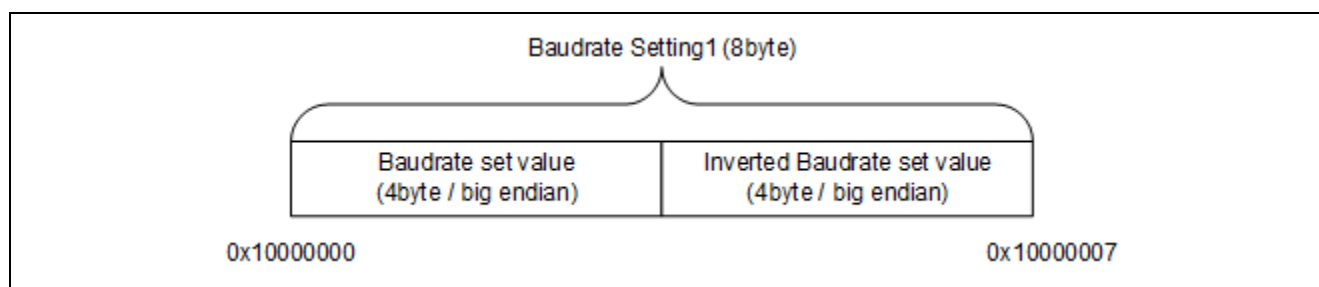 Baudrate Setting1 (8byte)
Baudrate set value
(4byte / big endian)
Inverted Baudrate set value
(4byte / big endian)
0x10000000
0x10000007